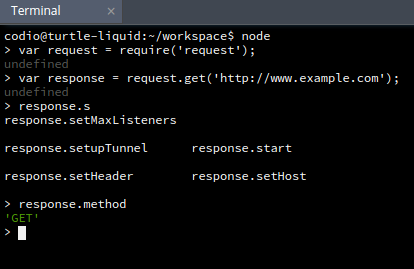 Terminal ×
codio@turtle-liquid:~/workspace$ node
> var request = require('request');
undefined
> var response = request.get('http://www.example.com');
undefined
> response.s
response.setMaxListeners
response.setupTunnel response.start
response.setHeader response.setHost
> response.method
'GET'
>